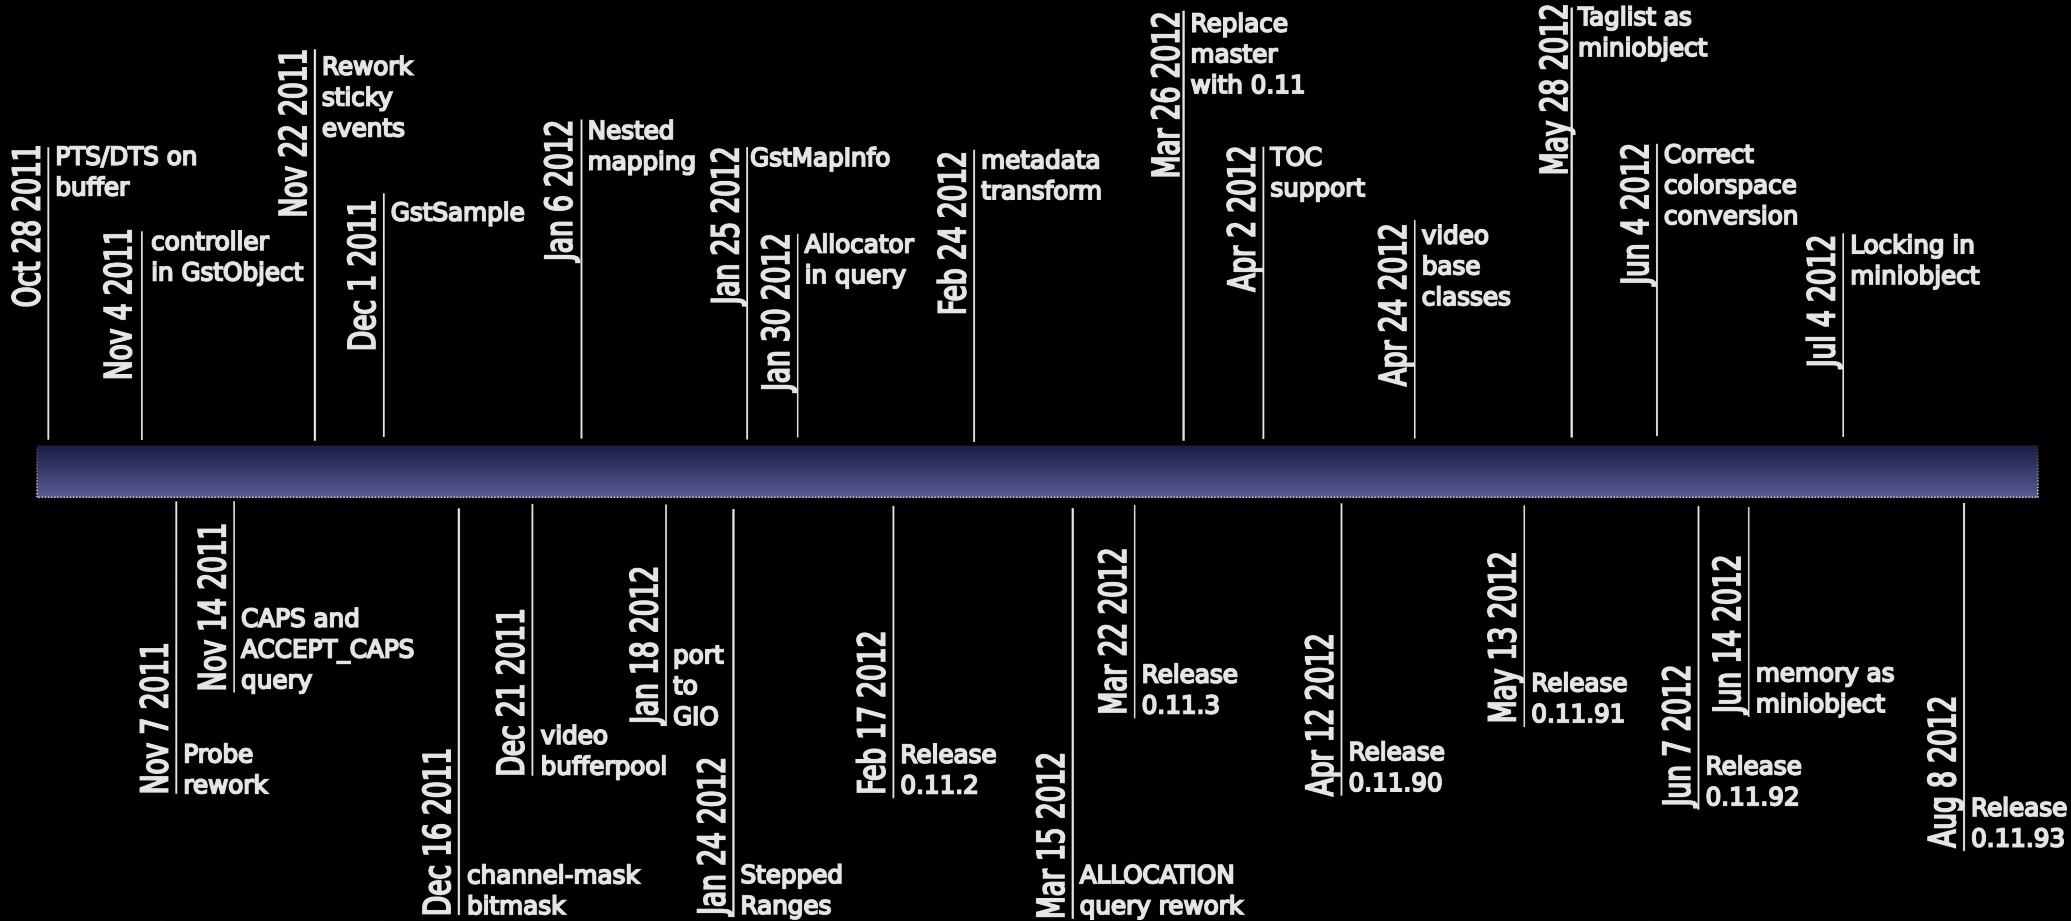 Oct 28 2011
PTS/DTS on
buffer
Nov 4 2011
controller
in GstObject
Nov 22 2011
Rework
sticky
events
Dec 1 2011
GstSample
Jan 6 2012
Nested
mapping
Jan 25 2012
GstMapInfo
Jan 30 2012
Allocator
in query
Feb 24 2012
metadata
transform
Mar 26 2012
Replace
master
with 0.11
Apr 2 2012
TOC
support
Apr 24 2012
video
base
classes
May 28 2012
Taglist as
miniobject
Jun 4 2012
Correct
colorspace
conversion
Jul 4 2012
Locking in
miniobject
Nov 7 2011
Probe
rework
Nov 14 2011
CAPS and
ACCEPT_CAPS
query
Dec 16 2011
channel-mask
bitmask
Dec 21 2011
video
bufferpool
Jan 18 2012
port
to
GIO
Jan 24 2012
Stepped
Ranges
Feb 17 2012
Release
0.11.2
Mar 15 2012
ALLOCATION
query rework
Mar 22 2012
Release
0.11.3
Apr 12 2012
Release
0.11.90
May 13 2012
Release
0.11.91
Jun 7 2012
Release
0.11.92
Jun 14 2012
memory as
miniobject
Aug 8 2012
Release
0.11.93